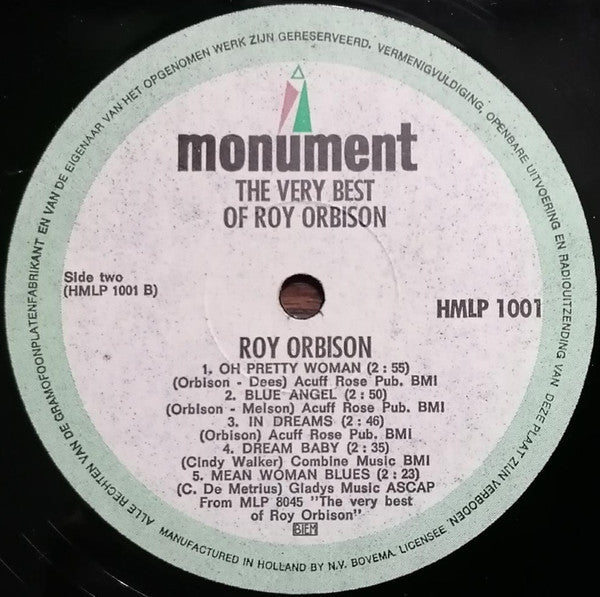 ALLE RECHTEN VAN DE GRAMOFOONPLATENFABRIKANT EN VAN DE EIGENAAR VAN HET OPGENOMEN WERK ZIJN GERESERVEERD. VERMENIGVULDIGING, OPENBARE UITVOERING EN RADIOUITZENDING VAN DEZE PLAAT ZIJN VERBODEN.
monument
THE VERY BEST
OF ROY ORBISON
Side two
(HMLP 1001 B)
HMLP 1001
ROY ORBISON
1. OH PRETTY WOMAN (2 : 55)
(Orbison - Dees) Acuff Rose Pub. BMI
2. BLUE ANGEL (2 : 50)
(Orbison - Melson) Acuff Rose Pub. BMI
3. IN DREAMS (2 : 46)
(Orbison) Acuff Rose Pub. BMI
4. DREAM BABY (2 : 35)
(Cindy Walker) Combine Music BMI
5. MEAN WOMAN BLUES (2 : 23)
(C. De Metrius) Gladys Music ASCAP
From MLP 8045 "The very best
of Roy Orbison"
BIEM
MANUFACTURED IN HOLLAND BY N.V. BOVEMA. LICENSEE.